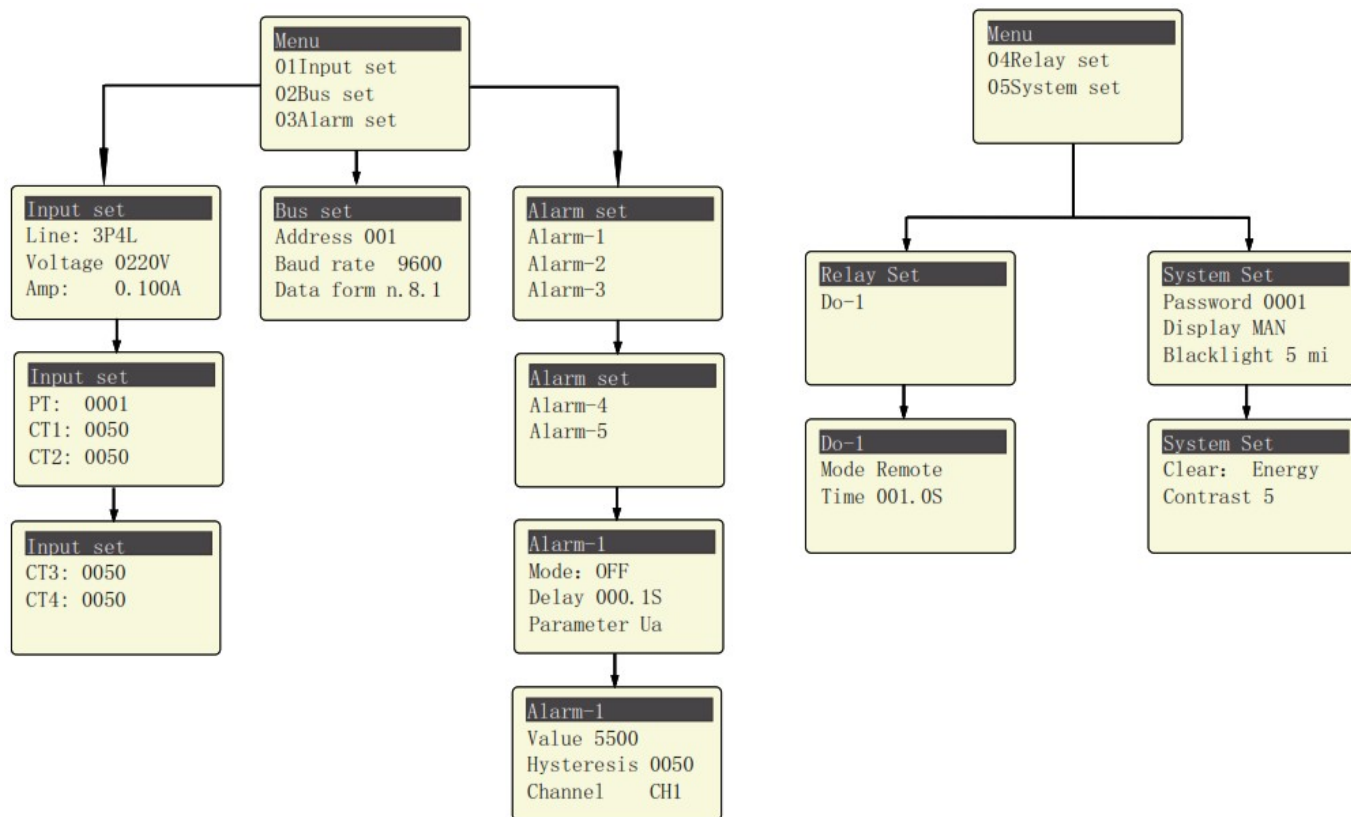 Menu
01Input set
02Bus set
03Alarm set
Input set
Line: 3P4L
Voltage 0220V
Amp: 0.100A
Input set
PT: 0001
CT1: 0050
CT2: 0050
Input set
CT3: 0050
CT4: 0050
Bus set
Address 001
Baud rate 9600
Data form n.8.1
Alarm set
Alarm-1
Alarm-2
Alarm-3
Alarm set
Alarm-4
Alarm-5
Alarm-1
Mode: OFF
Delay 000.1S
Parameter Ua
Alarm-1
Value 5500
Hysteresis 0050
Channel CH1
Menu
04Relay set
05System set
Relay Set
Do-1
Do-1
Mode Remote
Time 001.0S
System Set
Password 0001
Display MAN
Blacklight 5 mi
System Set
Clear: Energy
Contrast 5